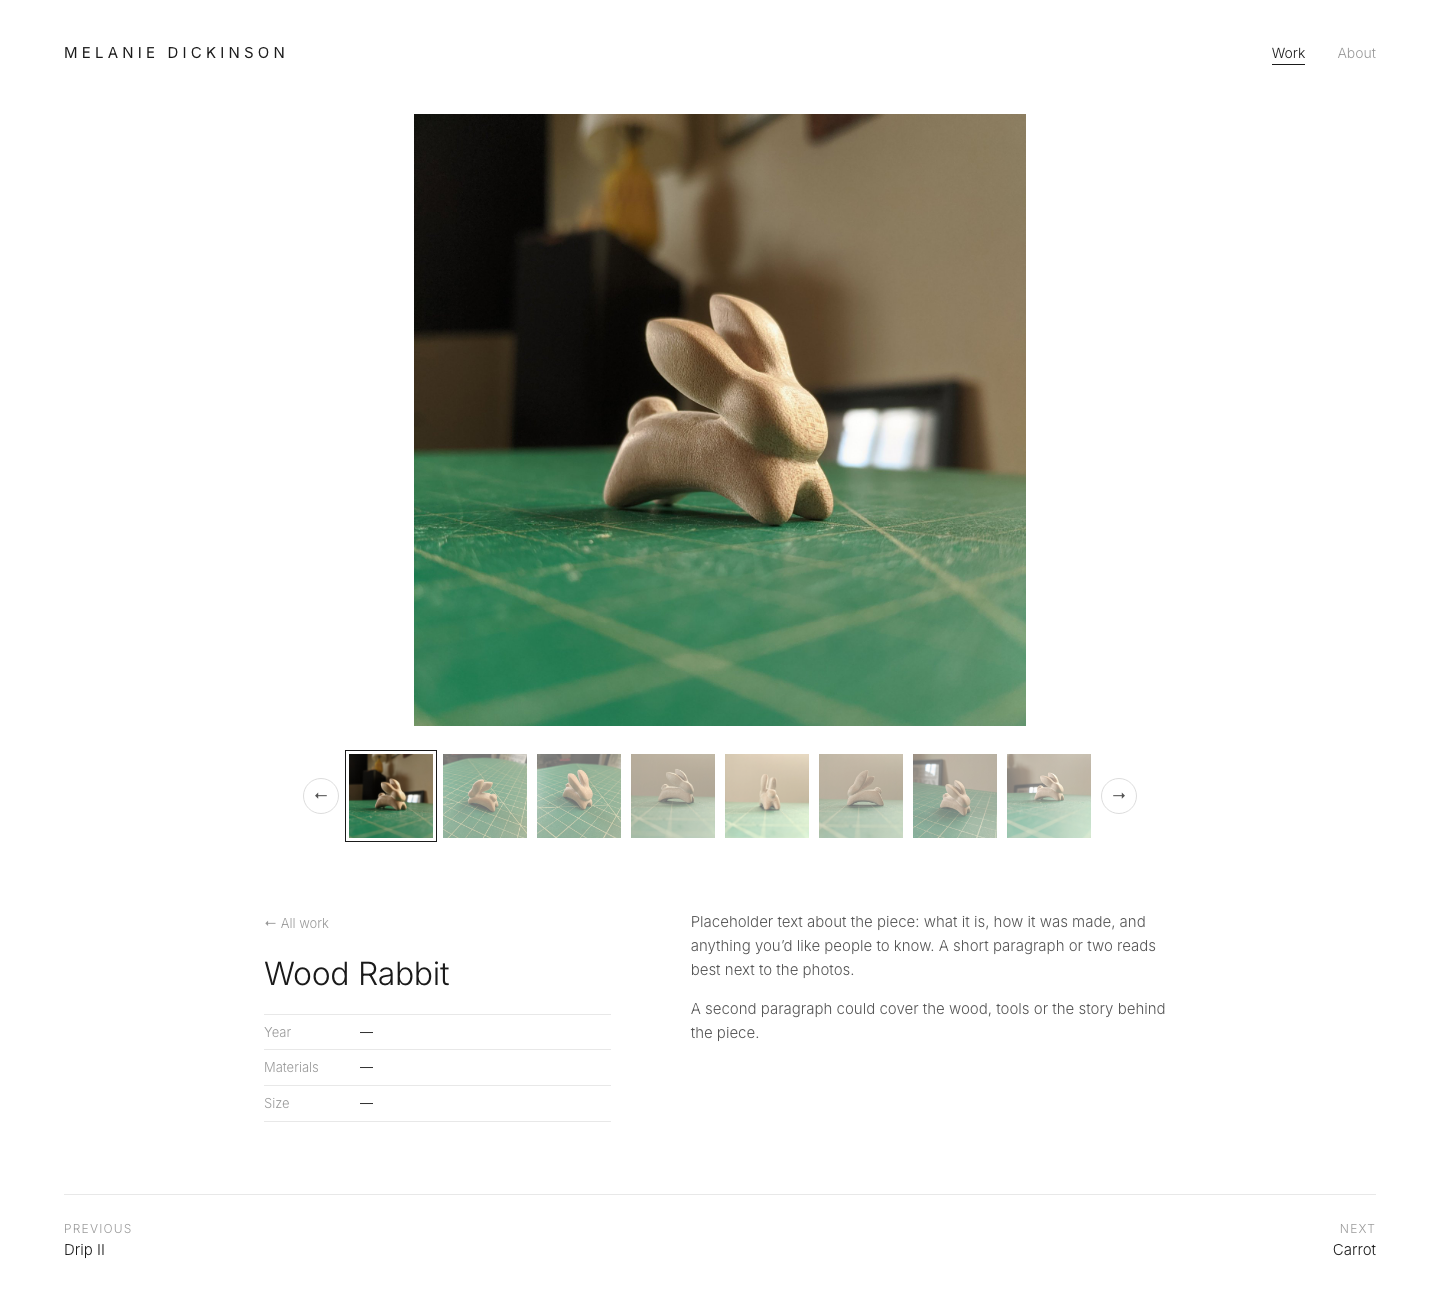 MELANIE DICKINSON
Work
About
←
→
← All work
Wood Rabbit
Year —
Materials —
Size —
Placeholder text about the piece: what it is, how it was made, and
anything you’d like people to know. A short paragraph or two reads
best next to the photos.
A second paragraph could cover the wood, tools or the story behind
the piece.
PREVIOUS
Drip II
NEXT
Carrot